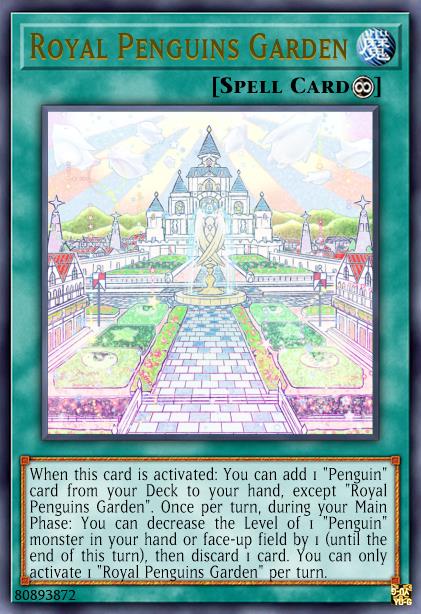 ROYAL PENGUINS GARDEN
[SPELL CARD]
When this card is activated: You can add 1 "Penguin"
card from your Deck to your hand, except "Royal
Penguins Garden". Once per turn, during your Main
Phase: You can decrease the Level of 1 "Penguin"
monster in your hand or face-up field by 1 (until the
end of this turn), then discard 1 card. You can only
activate 1 "Royal Penguins Garden" per turn.
80893872